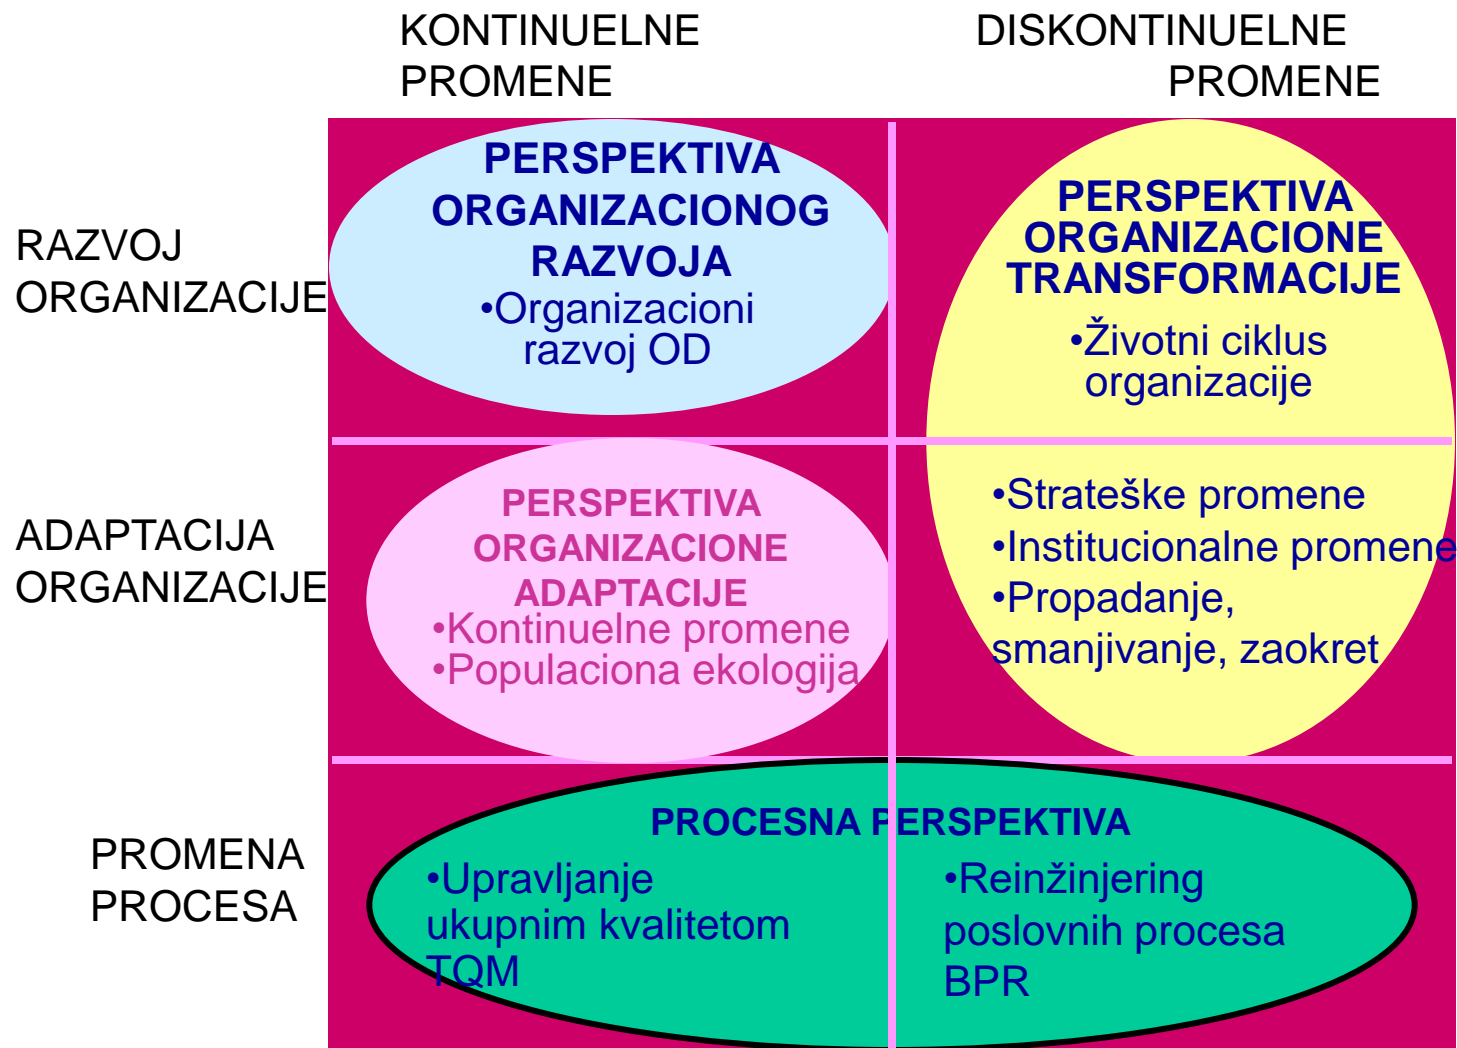 KONTINUELNE
PROMENE
DISKONTINUELNE
PROMENE
RAZVOJ
ORGANIZACIJE
PERSPEKTIVA
ORGANIZACIONOG
RAZVOJA
•Organizacioni
razvoj OD
PERSPEKTIVA
ORGANIZACIONE
TRANSFORMACIJE
•Životni ciklus
organizacije
ADAPTACIJA
ORGANIZACIJE
PERSPEKTIVA
ORGANIZACIONE
ADAPTACIJE
•Kontinuelne promene
•Populaciona ekologija
•Strateške promene
•Institucionalne promene
•Propadanje,
smanjivanje, zaokret
PROMENA
PROCESA
PROCESNA PERSPEKTIVA
•Upravljanje
ukupnim kvalitetom
TQM
•Reinžinjering
poslovnih procesa
BPR